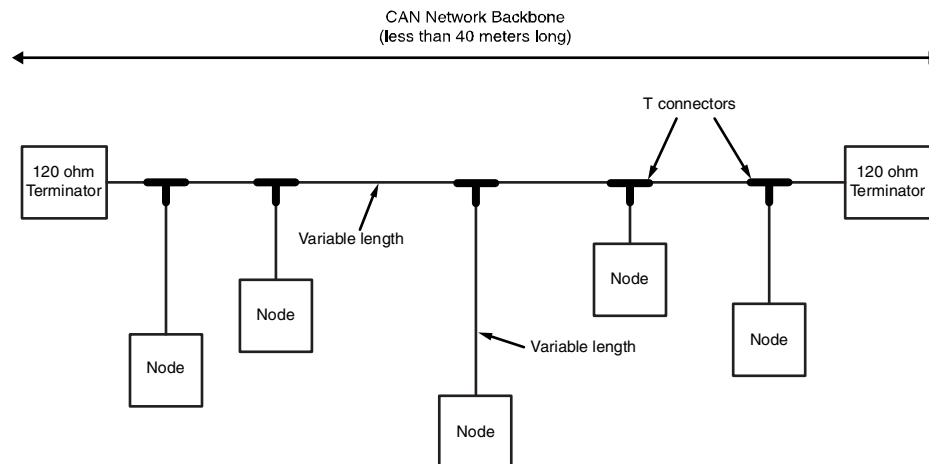 CAN Network Backbone
(less than 40 meters long)
T connectors
120 ohm
Terminator
120 ohm
Terminator
Variable length
Node
Node
Node
Variable length
Node
Node